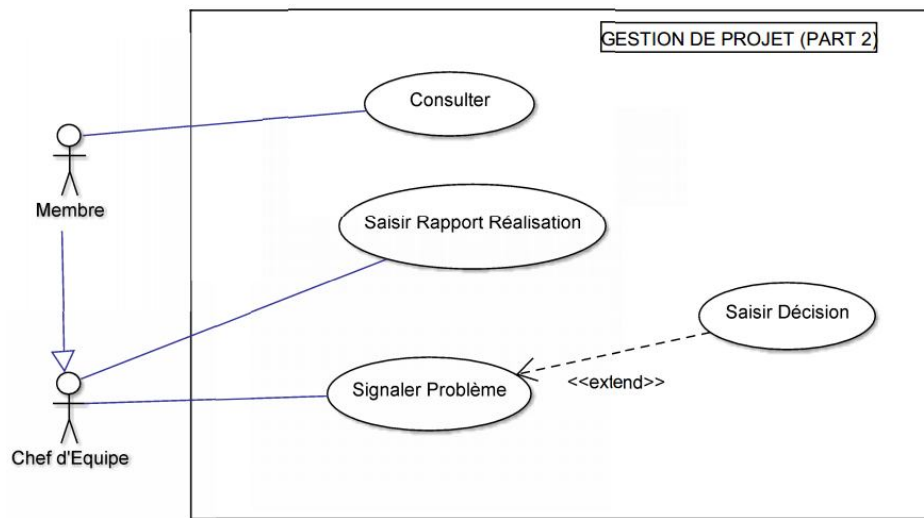 GESTION DE PROJET (PART 2)
Consulter
Membre
Saisir Rapport Réalisation
Saisir Décision
Signaler Problème
<<extend>>
Chef d'Equipe